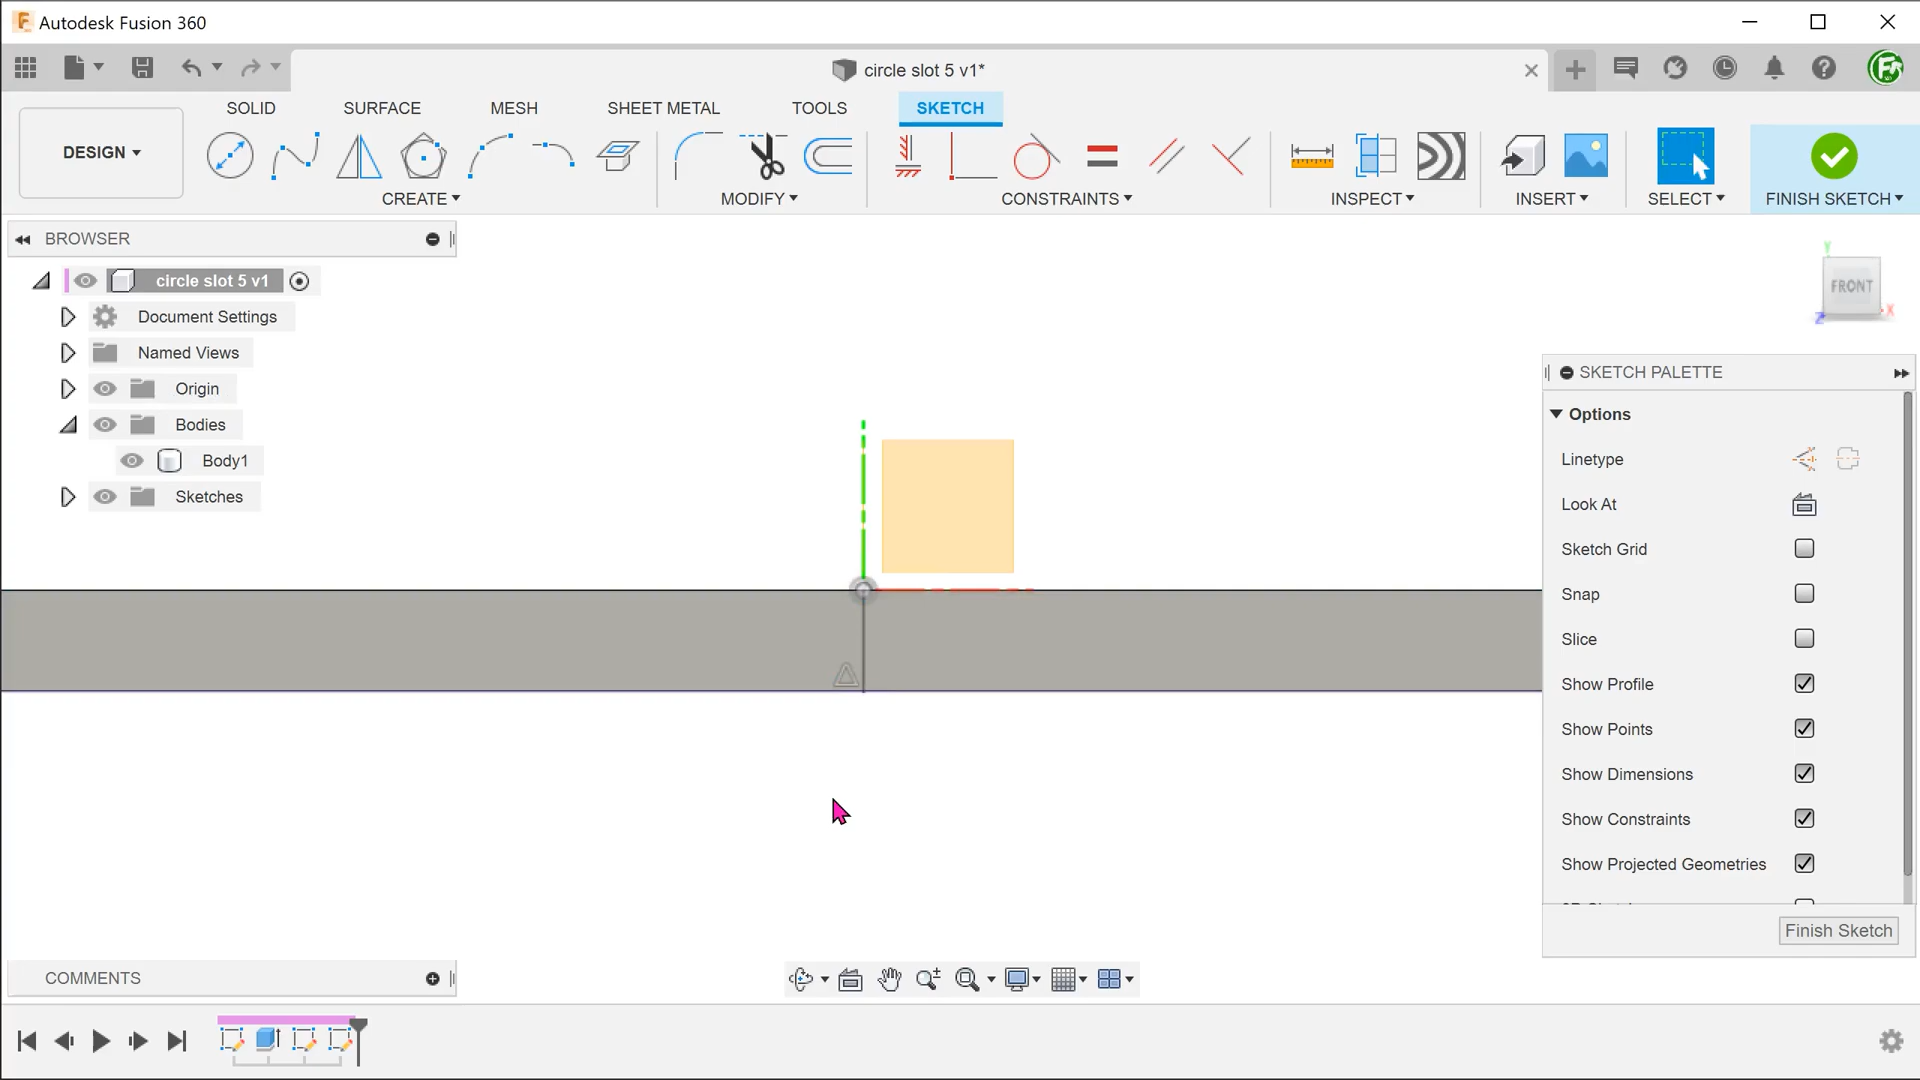 Autodesk Fusion 360
circle slot 5 v1*
SOLID
SURFACE
MESH
SHEET METAL
TOOLS
SKETCH
DESIGN
CREATE
MODIFY
CONSTRAINTS
INSPECT
INSERT
SELECT
FINISH SKETCH
BROWSER
circle slot 5 v1
Document Settings
Named Views
Origin
Bodies
Body1
Sketches
Y
FRONT
X
Z
SKETCH PALETTE
Options
Linetype
Look At
Sketch Grid
Snap
Slice
Show Profile
Show Points
Show Dimensions
Show Constraints
Show Projected Geometries
Finish Sketch
COMMENTS